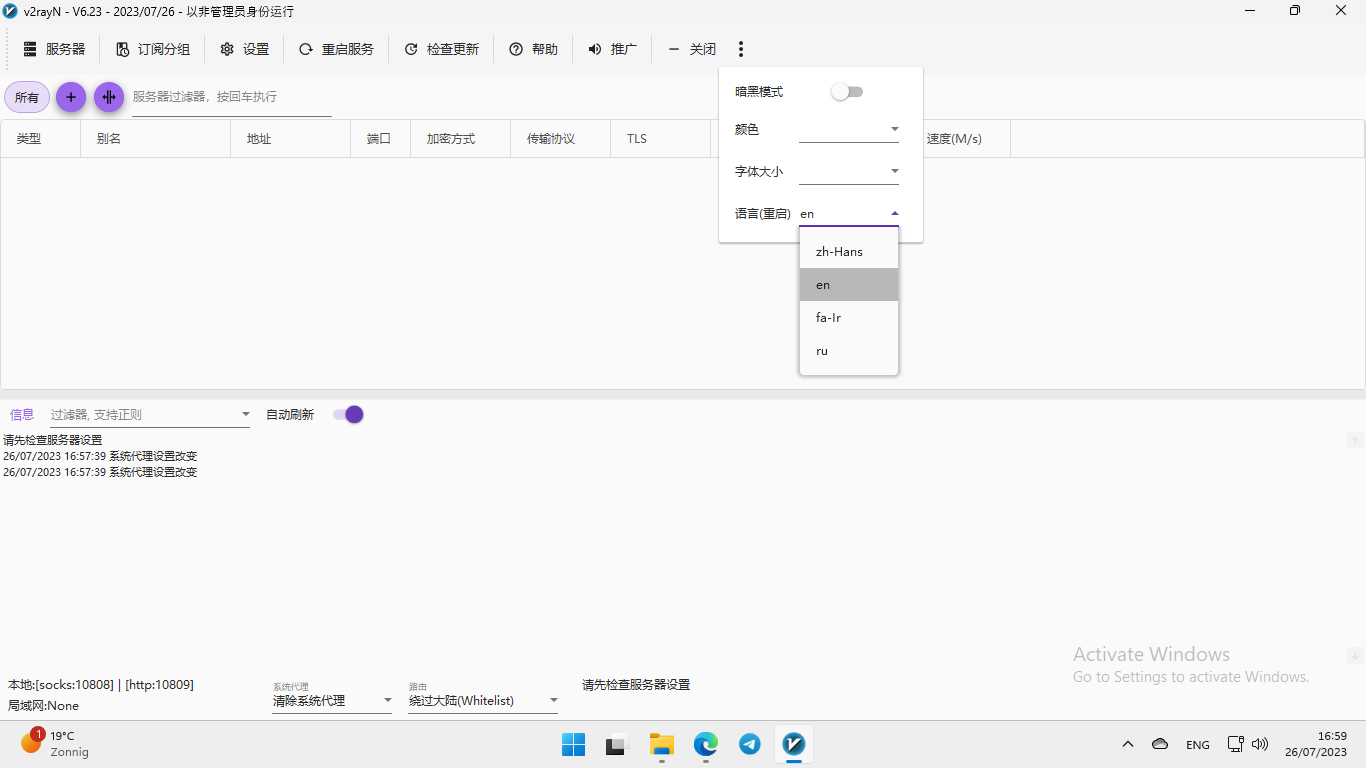 v2rayN - V6.23 - 2023/07/26 - 以非管理员身份运行
服务器 订阅分组 设置 重启服务 检查更新 帮助 推广 关闭
所有 服务器过滤器，按回车执行
暗黑模式
颜色
类型 别名 地址 端口 加密方式 传输协议 TLS 速度(M/s)
字体大小
语言(重启) en
zh-Hans
en
fa-Ir
ru
信息 过滤器, 支持正则 自动刷新
请先检查服务器设置
26/07/2023 16:57:39 系统代理设置改变
26/07/2023 16:57:39 系统代理设置改变
Activate Windows
Go to Settings to activate Windows.
本地:[socks:10808] | [http:10809]
局域网:None
系统代理
清除系统代理
路由
绕过大陆(Whitelist)
请先检查服务器设置
1
19°C
Zonnig
ENG
16:59
26/07/2023